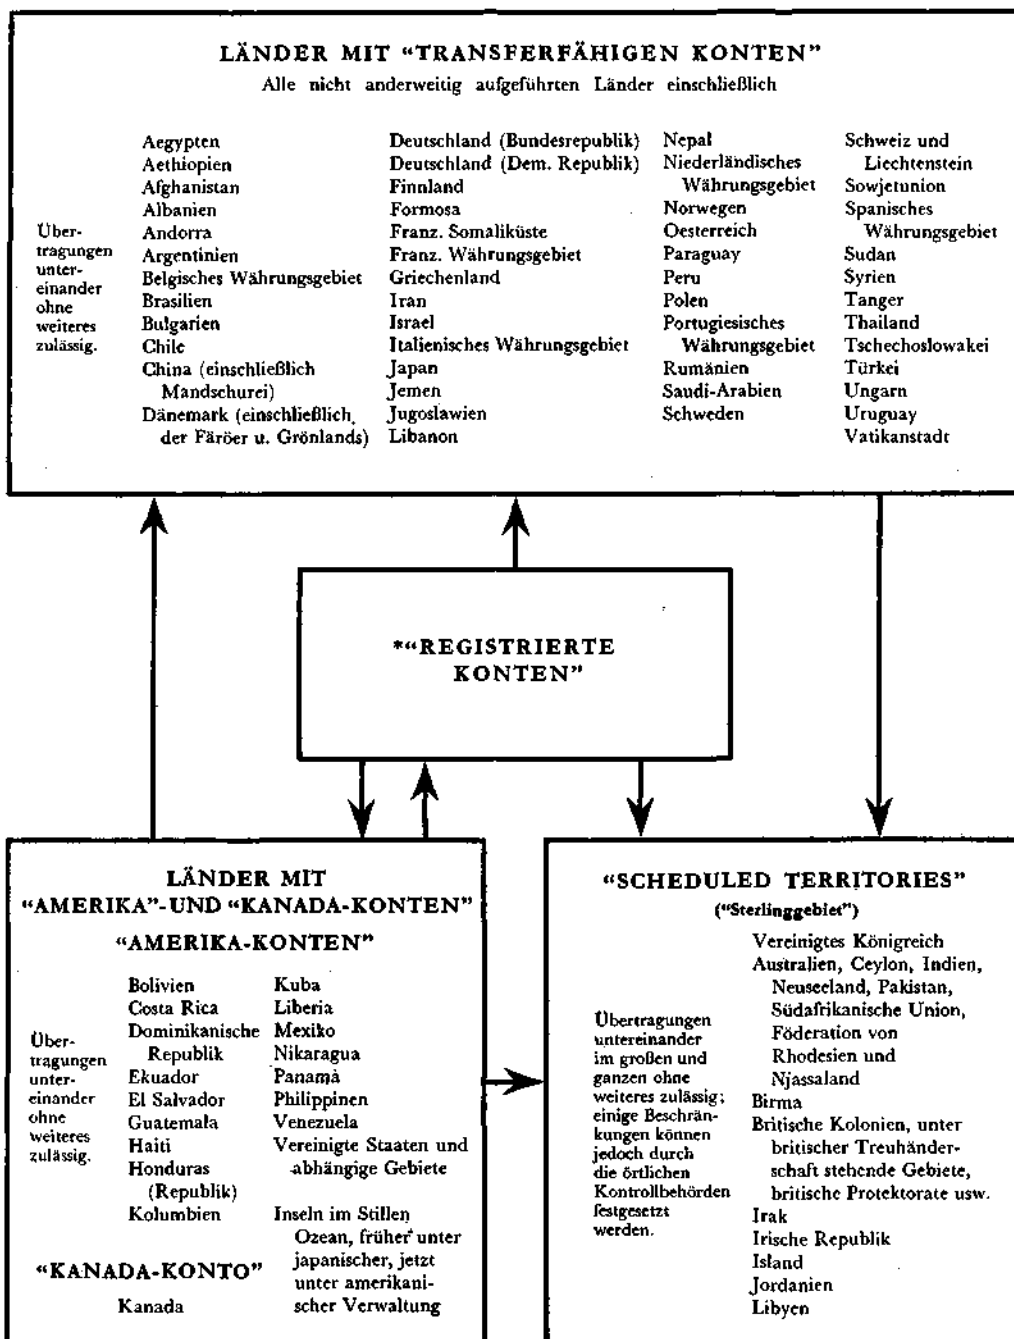 LÄNDER MIT “TRANSFERFÄHIGEN KONTEN”
Alle nicht anderweitig aufgeführten Länder einschließlich
Über-
tragungen
unter-
einander
ohne
weiteres
zulässig.
Aegypten
Aethiopien
Afghanistan
Albanien
Andorra
Argentinien
Belgisches Währungsgebiet
Brasilien
Bulgarien
Chile
China (einschließlich
Mandschurei)
Dänemark (einschließlich
der Färöer u. Grönlands)
Deutschland (Bundesrepublik)
Deutschland (Dem. Republik)
Finnland
Formosa
Franz. Somaliküste
Franz. Währungsgebiet
Griechenland
Iran
Israel
Italienisches Währungsgebiet
Japan
Jemen
Jugoslawien
Libanon
Nepal
Niederländisches
Währungsgebiet
Norwegen
Oesterreich
Paraguay
Peru
Polen
Portugiesisches
Währungsgebiet
Rumänien
Saudi-Arabien
Schweden
Schweiz und
Liechtenstein
Sowjetunion
Spanisches
Währungsgebiet
Sudan
Syrien
Tanger
Thailand
Tschechoslowakei
Türkei
Ungarn
Uruguay
Vatikanstadt
*“REGISTRIERTE
KONTEN”
LÄNDER MIT
“AMERIKA”-UND “KANADA-KONTEN”
“AMERIKA-KONTEN”
Über-
tragungen
unter-
einander
ohne
weiteres
zulässig.
Bolivien
Costa Rica
Dominikanische
Republik
Ekuador
El Salvador
Guatemala
Haiti
Honduras
(Republik)
Kolumbien
Kuba
Liberia
Mexiko
Nikaragua
Panamá
Philippinen
Venezuela
Vereinigte Staaten und
abhängige Gebiete
Inseln im Stillen
Ozean, früher unter
japanischer, jetzt
unter amerikani-
scher Verwaltung
“KANADA-KONTO”
Kanada
“SCHEDULED TERRITORIES”
(“Sterlinggebiet”)
Übertragungen
untereinander
im großen und
ganzen ohne
weiteres zulässig;
einige Beschrän-
kungen können
jedoch durch
die örtlichen
Kontrollbehörden
festgesetzt
werden.
Vereinigtes Königreich
Australien, Ceylon, Indien,
Neuseeland, Pakistan,
Südafrikanische Union,
Föderation von
Rhodesien und
Njassaland
Birma
Britische Kolonien, unter
britischer Treuhänder-
schaft stehende Gebiete,
britische Protektorate usw.
Irak
Irische Republik
Island
Jordanien
Libyen